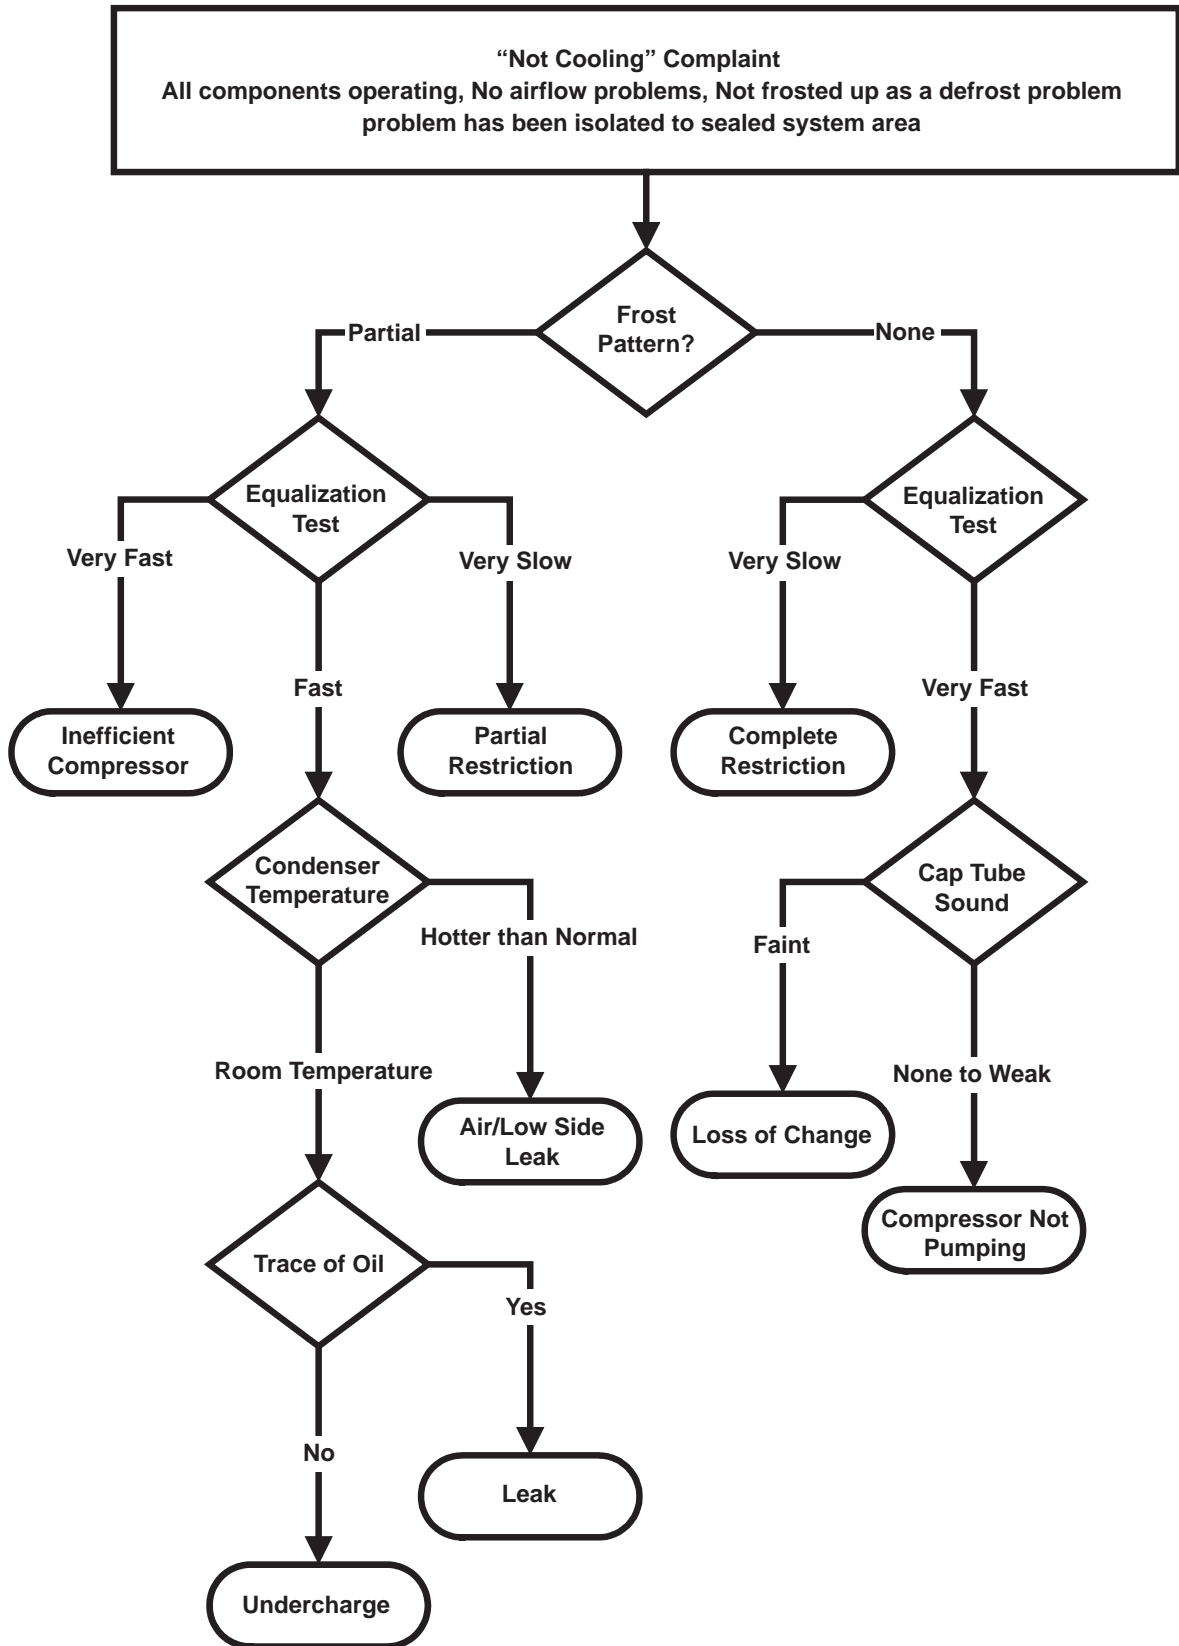 “Not Cooling” Complaint
All components operating, No airflow problems, Not frosted up as a defrost problem
problem has been isolated to sealed system area
Frost
Pattern?
Partial
None
Equalization
Test
Equalization
Test
Very Fast
Very Slow
Very Slow
Fast
Very Fast
Inefficient
Compressor
Partial
Restriction
Complete
Restriction
Condenser
Temperature
Cap Tube
Sound
Hotter than Normal
Faint
Room Temperature
None to Weak
Air/Low Side
Leak
Loss of Change
Compressor Not
Pumping
Trace of Oil
Yes
No
Leak
Undercharge